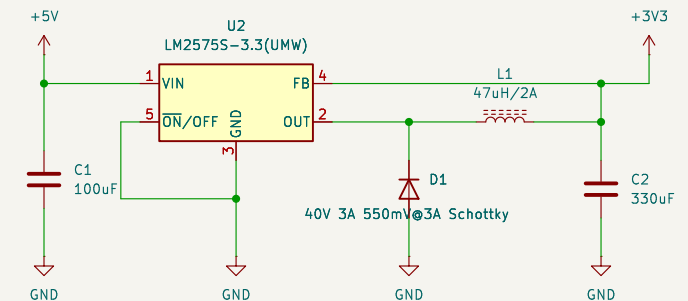 +5V
U2
LM2575S-3.3(UMW)
+3V3
1
VIN
FB
4
L1
47uH/2A
5
ON/OFF
GND
OUT
2
3
C1
100uF
D1
40V 3A 550mV@3A Schottky
C2
330uF
GND
GND
GND
GND